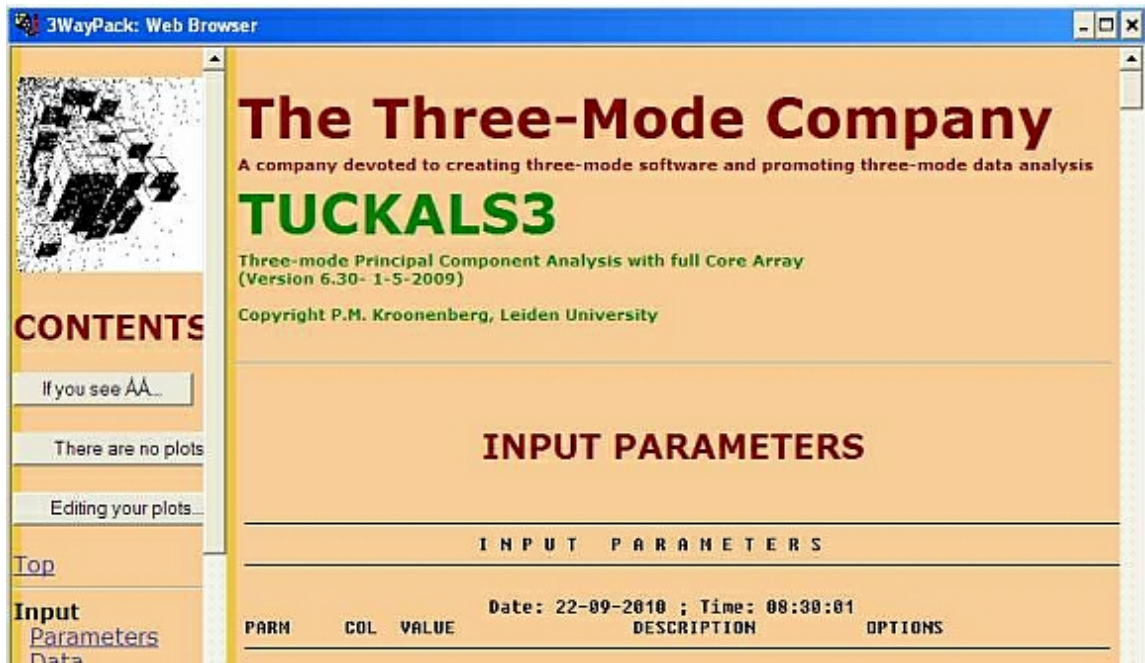 3WayPack: Web Browser
CONTENTS
If you see ÅÅ...
There are no plots
Editing your plots...
Top
Input
Parameters
Data
The Three-Mode Company
A company devoted to creating three-mode software and promoting three-mode data analysis
TUCKALS3
Three-mode Principal Component Analysis with full Core Array
(Version 6.30- 1-5-2009)
Copyright P.M. Kroonenberg, Leiden University
INPUT PARAMETERS
I N P U T   P A R A M E T E R S
Date: 22-09-2010 ; Time: 08:30:01
PARM COL VALUE DESCRIPTION OPTIONS